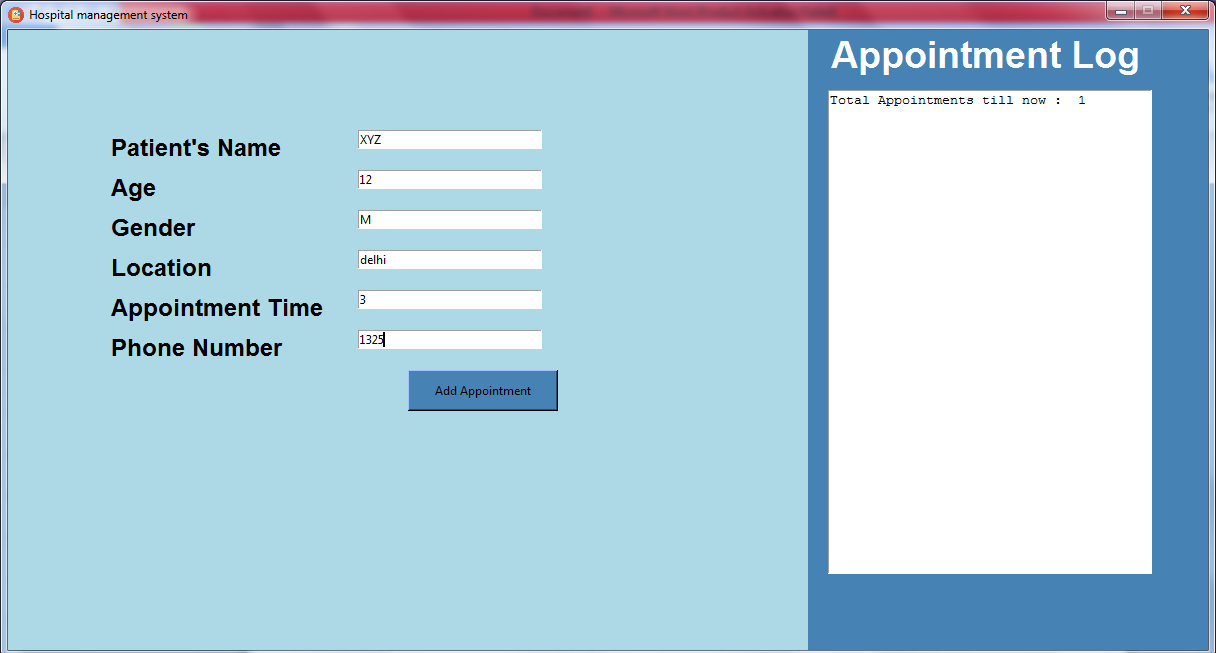 Hospital management system
Appointment Log
Total Appointments till now :  1
Patient's Name XYZ
Age 12
Gender M
Location delhi
Appointment Time 3
Phone Number 1325
Add Appointment